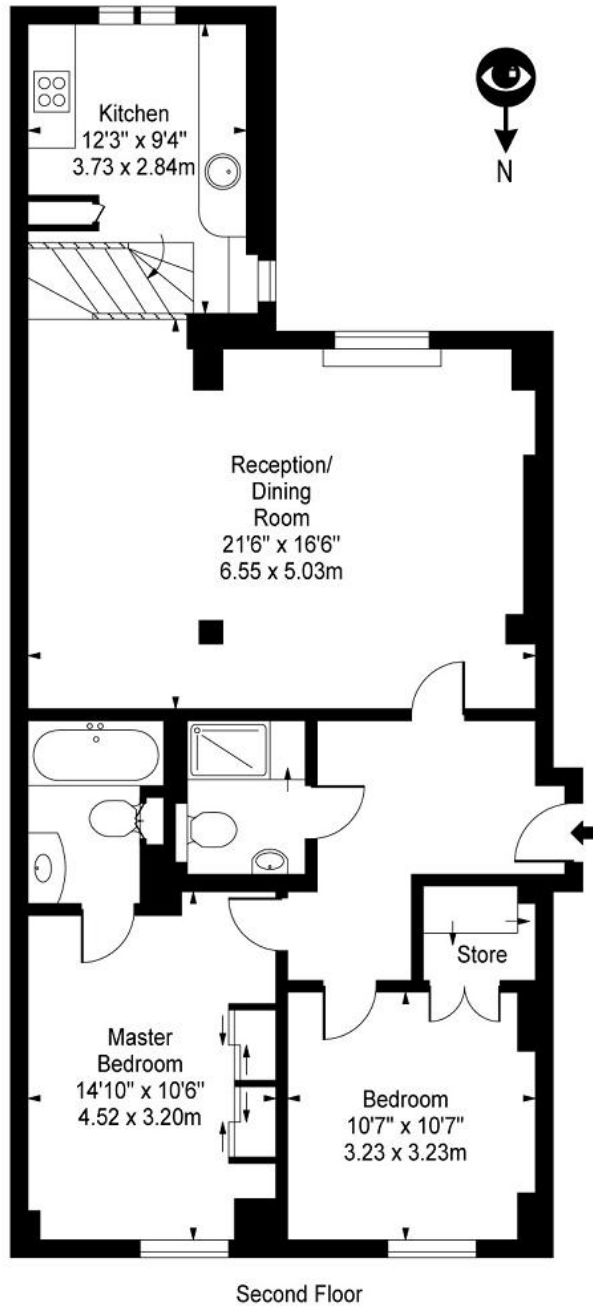 Kitchen
12'3" x 9'4"
3.73 x 2.84m
N
Reception/
Dining
Room
21'6" x 16'6"
6.55 x 5.03m
Store
Master
Bedroom
14'10" x 10'6"
4.52 x 3.20m
Bedroom
10'7" x 10'7"
3.23 x 3.23m
Second Floor